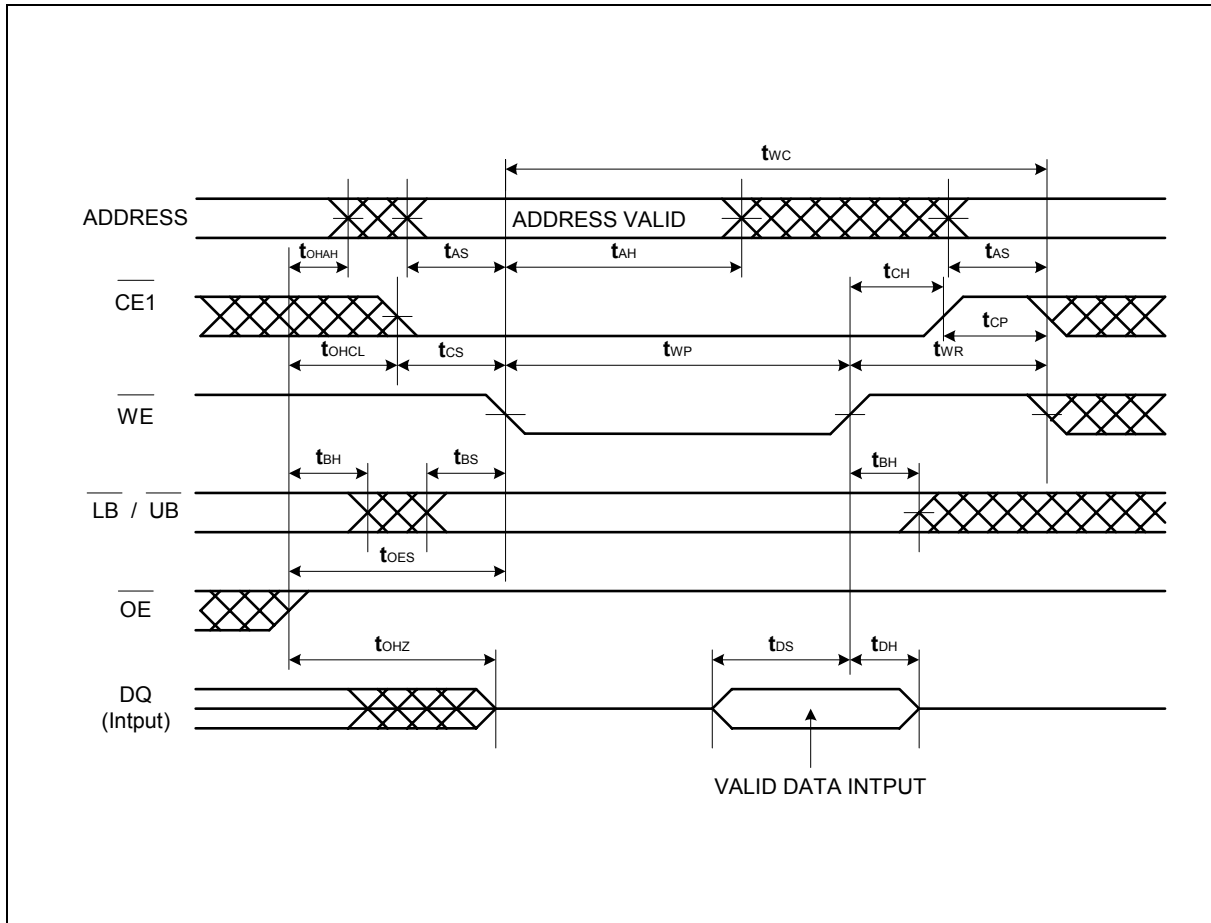 tWC
ADDRESS
ADDRESS VALID
tOHAH
tAS
tAH
tCH
tAS
CE1
tCP
tOHCL
tCS
tWP
tWR
WE
tBH
tBS
tBH
LB / UB
tOES
OE
tOHZ
tDS
tDH
DQ
(Intput)
VALID DATA INTPUT